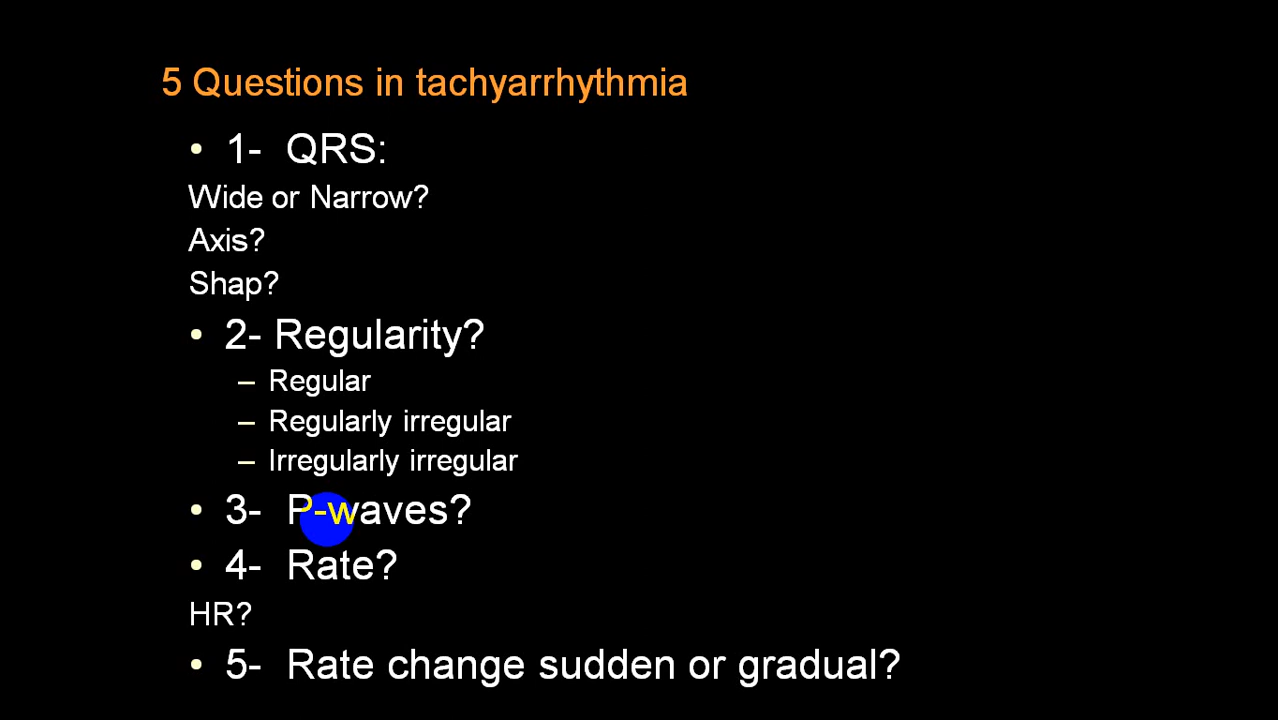 5 Questions in tachyarrhythmia
• 1- QRS:
Wide or Narrow?
Axis?
Shap?
• 2- Regularity?
– Regular
– Regularly irregular
– Irregularly irregular
• 3- P-waves?
• 4- Rate?
HR?
• 5- Rate change sudden or gradual?